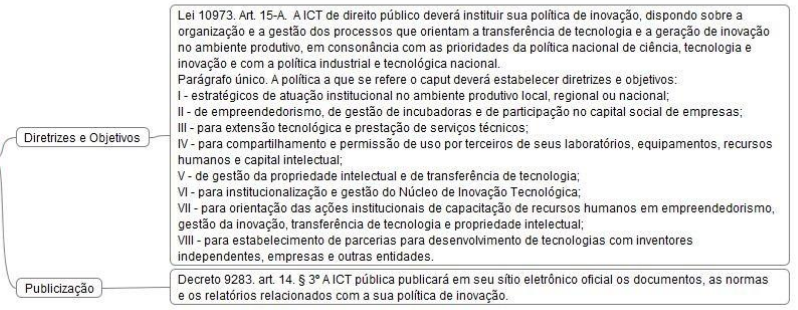 Lei 10973. Art. 15-A. A ICT de direito público deverá instituir sua política de inovação, dispondo sobre a
organização e a gestão dos processos que orientam a transferência de tecnologia e a geração de inovação
no ambiente produtivo, em consonância com as prioridades da política nacional de ciência, tecnologia e
inovação e com a política industrial e tecnológica nacional.
Parágrafo único. A política a que se refere o caput deverá estabelecer diretrizes e objetivos:
I - estratégicos de atuação institucional no ambiente produtivo local, regional ou nacional;
II - de empreendedorismo, de gestão de incubadoras e de participação no capital social de empresas;
Diretrizes e Objetivos
III - para extensão tecnológica e prestação de serviços técnicos;
IV - para compartilhamento e permissão de uso por terceiros de seus laboratórios, equipamentos, recursos
humanos e capital intelectual;
V - de gestão da propriedade intelectual e de transferência de tecnologia;
VI - para institucionalização e gestão do Núcleo de Inovação Tecnológica;
VII - para orientação das ações institucionais de capacitação de recursos humanos em empreendedorismo,
gestão da inovação, transferência de tecnologia e propriedade intelectual;
VIII - para estabelecimento de parcerias para desenvolvimento de tecnologias com inventores
independentes, empresas e outras entidades.
Publicização
Decreto 9283. art. 14. § 3º A ICT pública publicará em seu sítio eletrônico oficial os documentos, as normas
e os relatórios relacionados com a sua política de inovação.